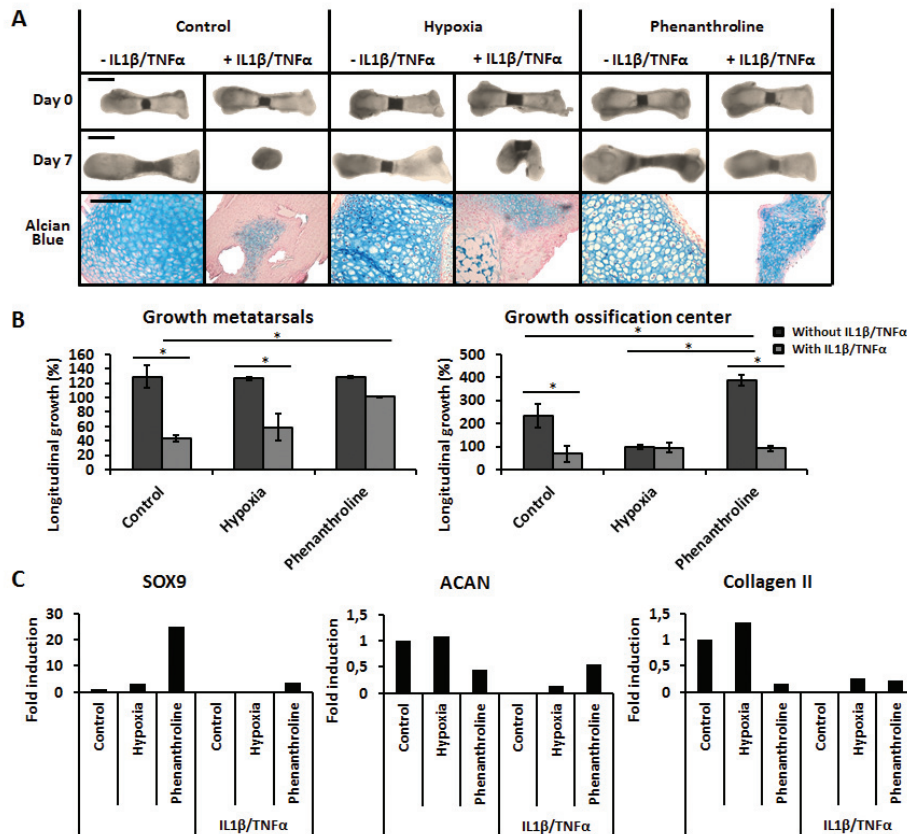 A
Control Hypoxia Phenanthroline
- IL1β/TNFα + IL1β/TNFα - IL1β/TNFα + IL1β/TNFα - IL1β/TNFα + IL1β/TNFα
Day 0
Day 7
Alcian
Blue
B
Growth metatarsals
Longitudinal growth (%)
160
140
120
100
80
60
40
20
0
*
*
*
Control
Hypoxia
Phenanthroline
Growth ossification center
Longitudinal growth (%)
500
400
300
200
100
0
*
*
*
*
Control
Hypoxia
Phenanthroline
Without IL1β/TNFα
With IL1β/TNFα
C
SOX9
Fold induction
30
20
10
0
Control
Hypoxia
Phenanthroline
Control
Hypoxia
Phenanthroline
IL1β/TNFα
ACAN
Fold induction
1,5
1
0,5
0
Control
Hypoxia
Phenanthroline
Control
Hypoxia
Phenanthroline
IL1β/TNFα
Collagen II
Fold induction
1,5
1
0,5
0
Control
Hypoxia
Phenanthroline
Control
Hypoxia
Phenanthroline
IL1β/TNFα